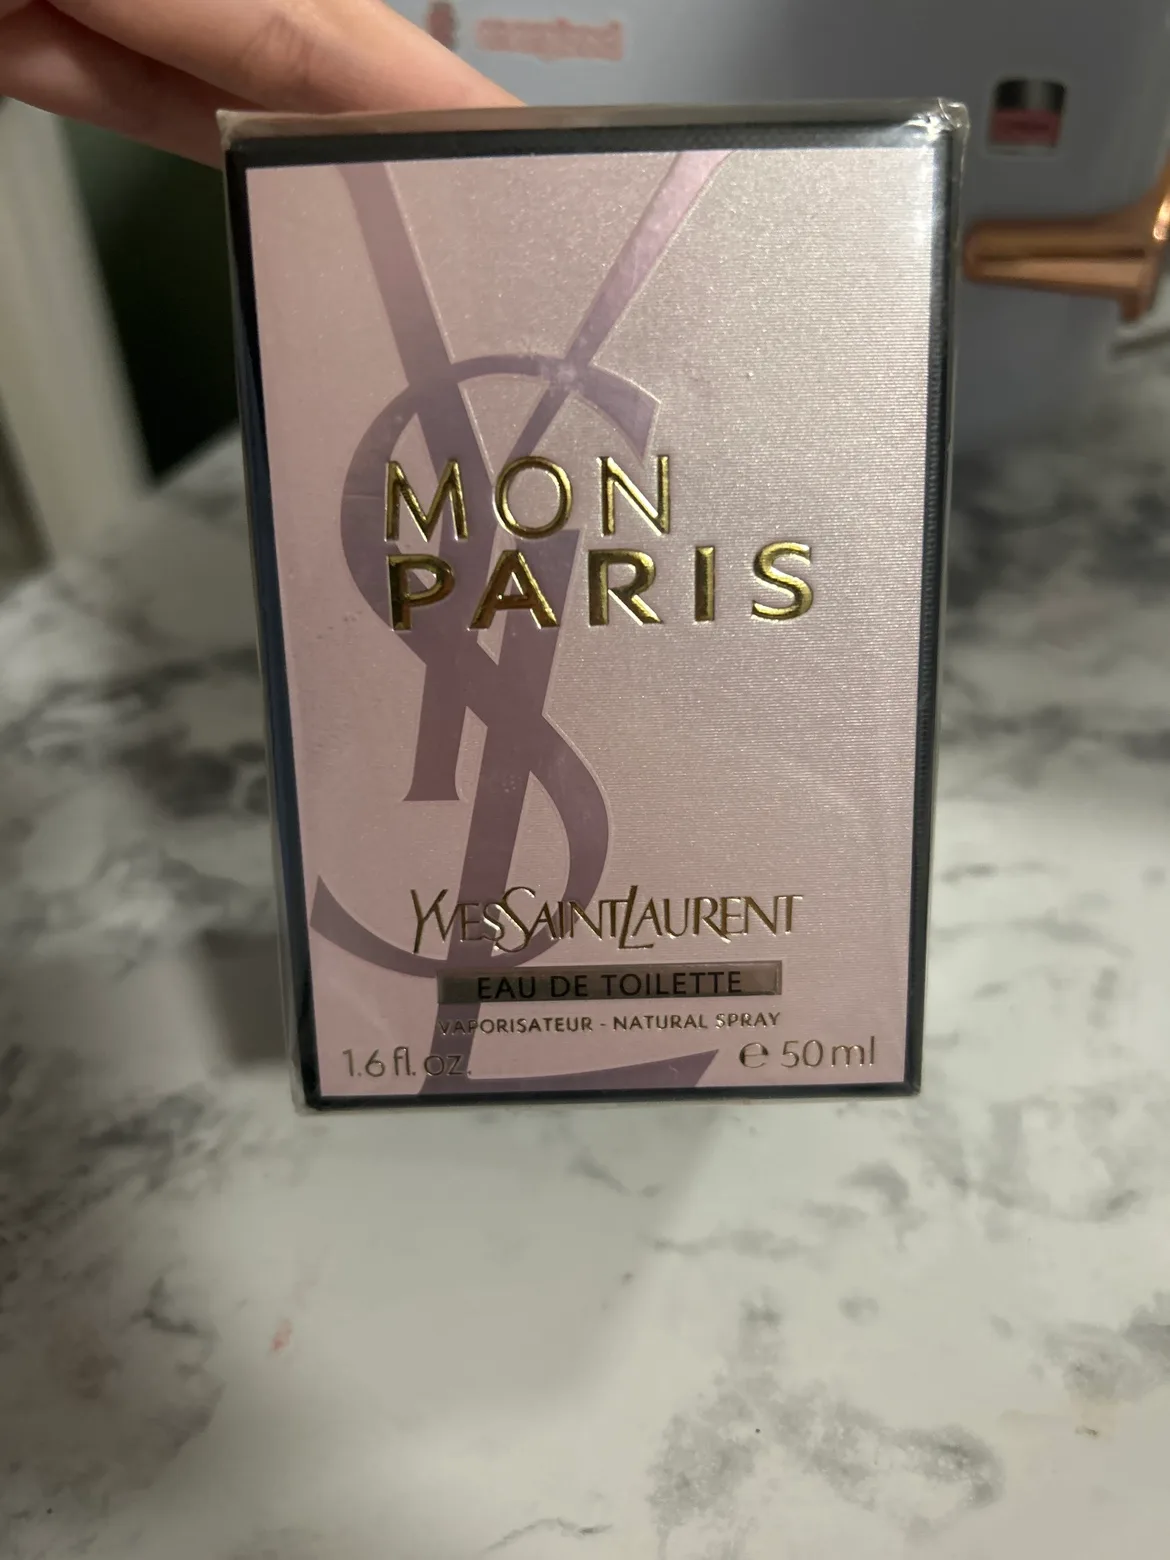 MON
PARIS
YVESSAINTLAURENT
EAU DE TOILETTE
VAPORISATEUR - NATURAL SPRAY
1.6 fl. oz. ℮ 50 ml